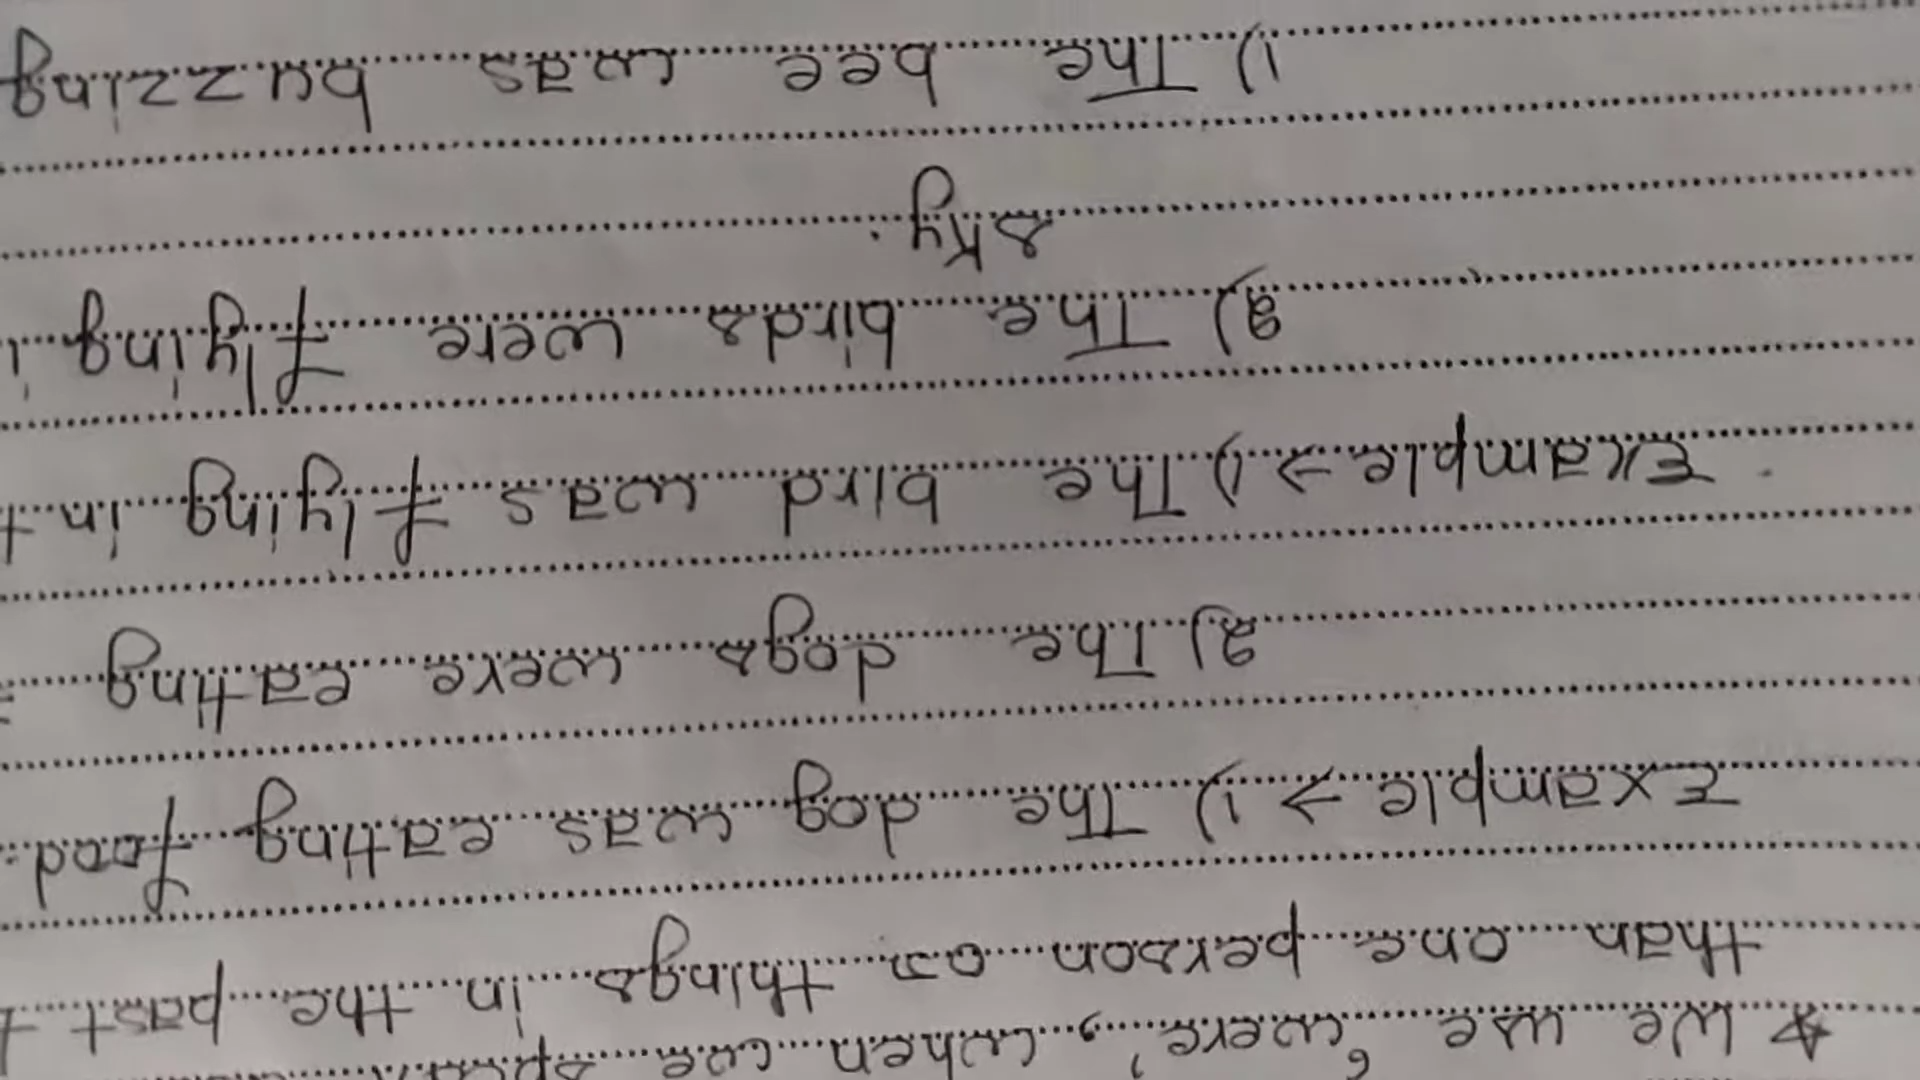 * We use "were", when we
than one person or things in the past
Example → 1) The dog was eating food.
2) The dogs were eating
Example → 1) The bird was flying in
2) The birds were flying
sky.
1) The bee was buzzing